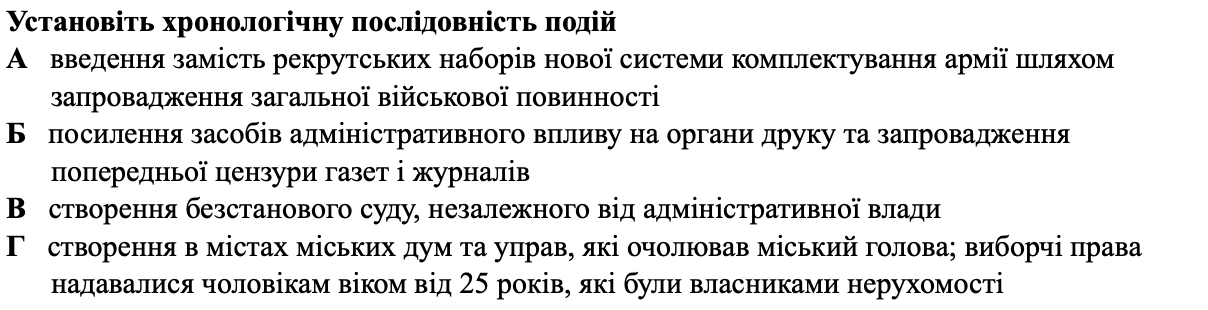 Установіть хронологічну послідовність подій
А введення замість рекрутських наборів нової системи комплектування армії шляхом
запровадження загальної військової повинності
Б посилення засобів адміністративного впливу на органи друку та запровадження
попередньої цензури газет і журналів
В створення безстанового суду, незалежного від адміністративної влади
Г створення в містах міських дум та управ, які очолював міський голова; виборчі права
надавалися чоловікам віком від 25 років, які були власниками нерухомості